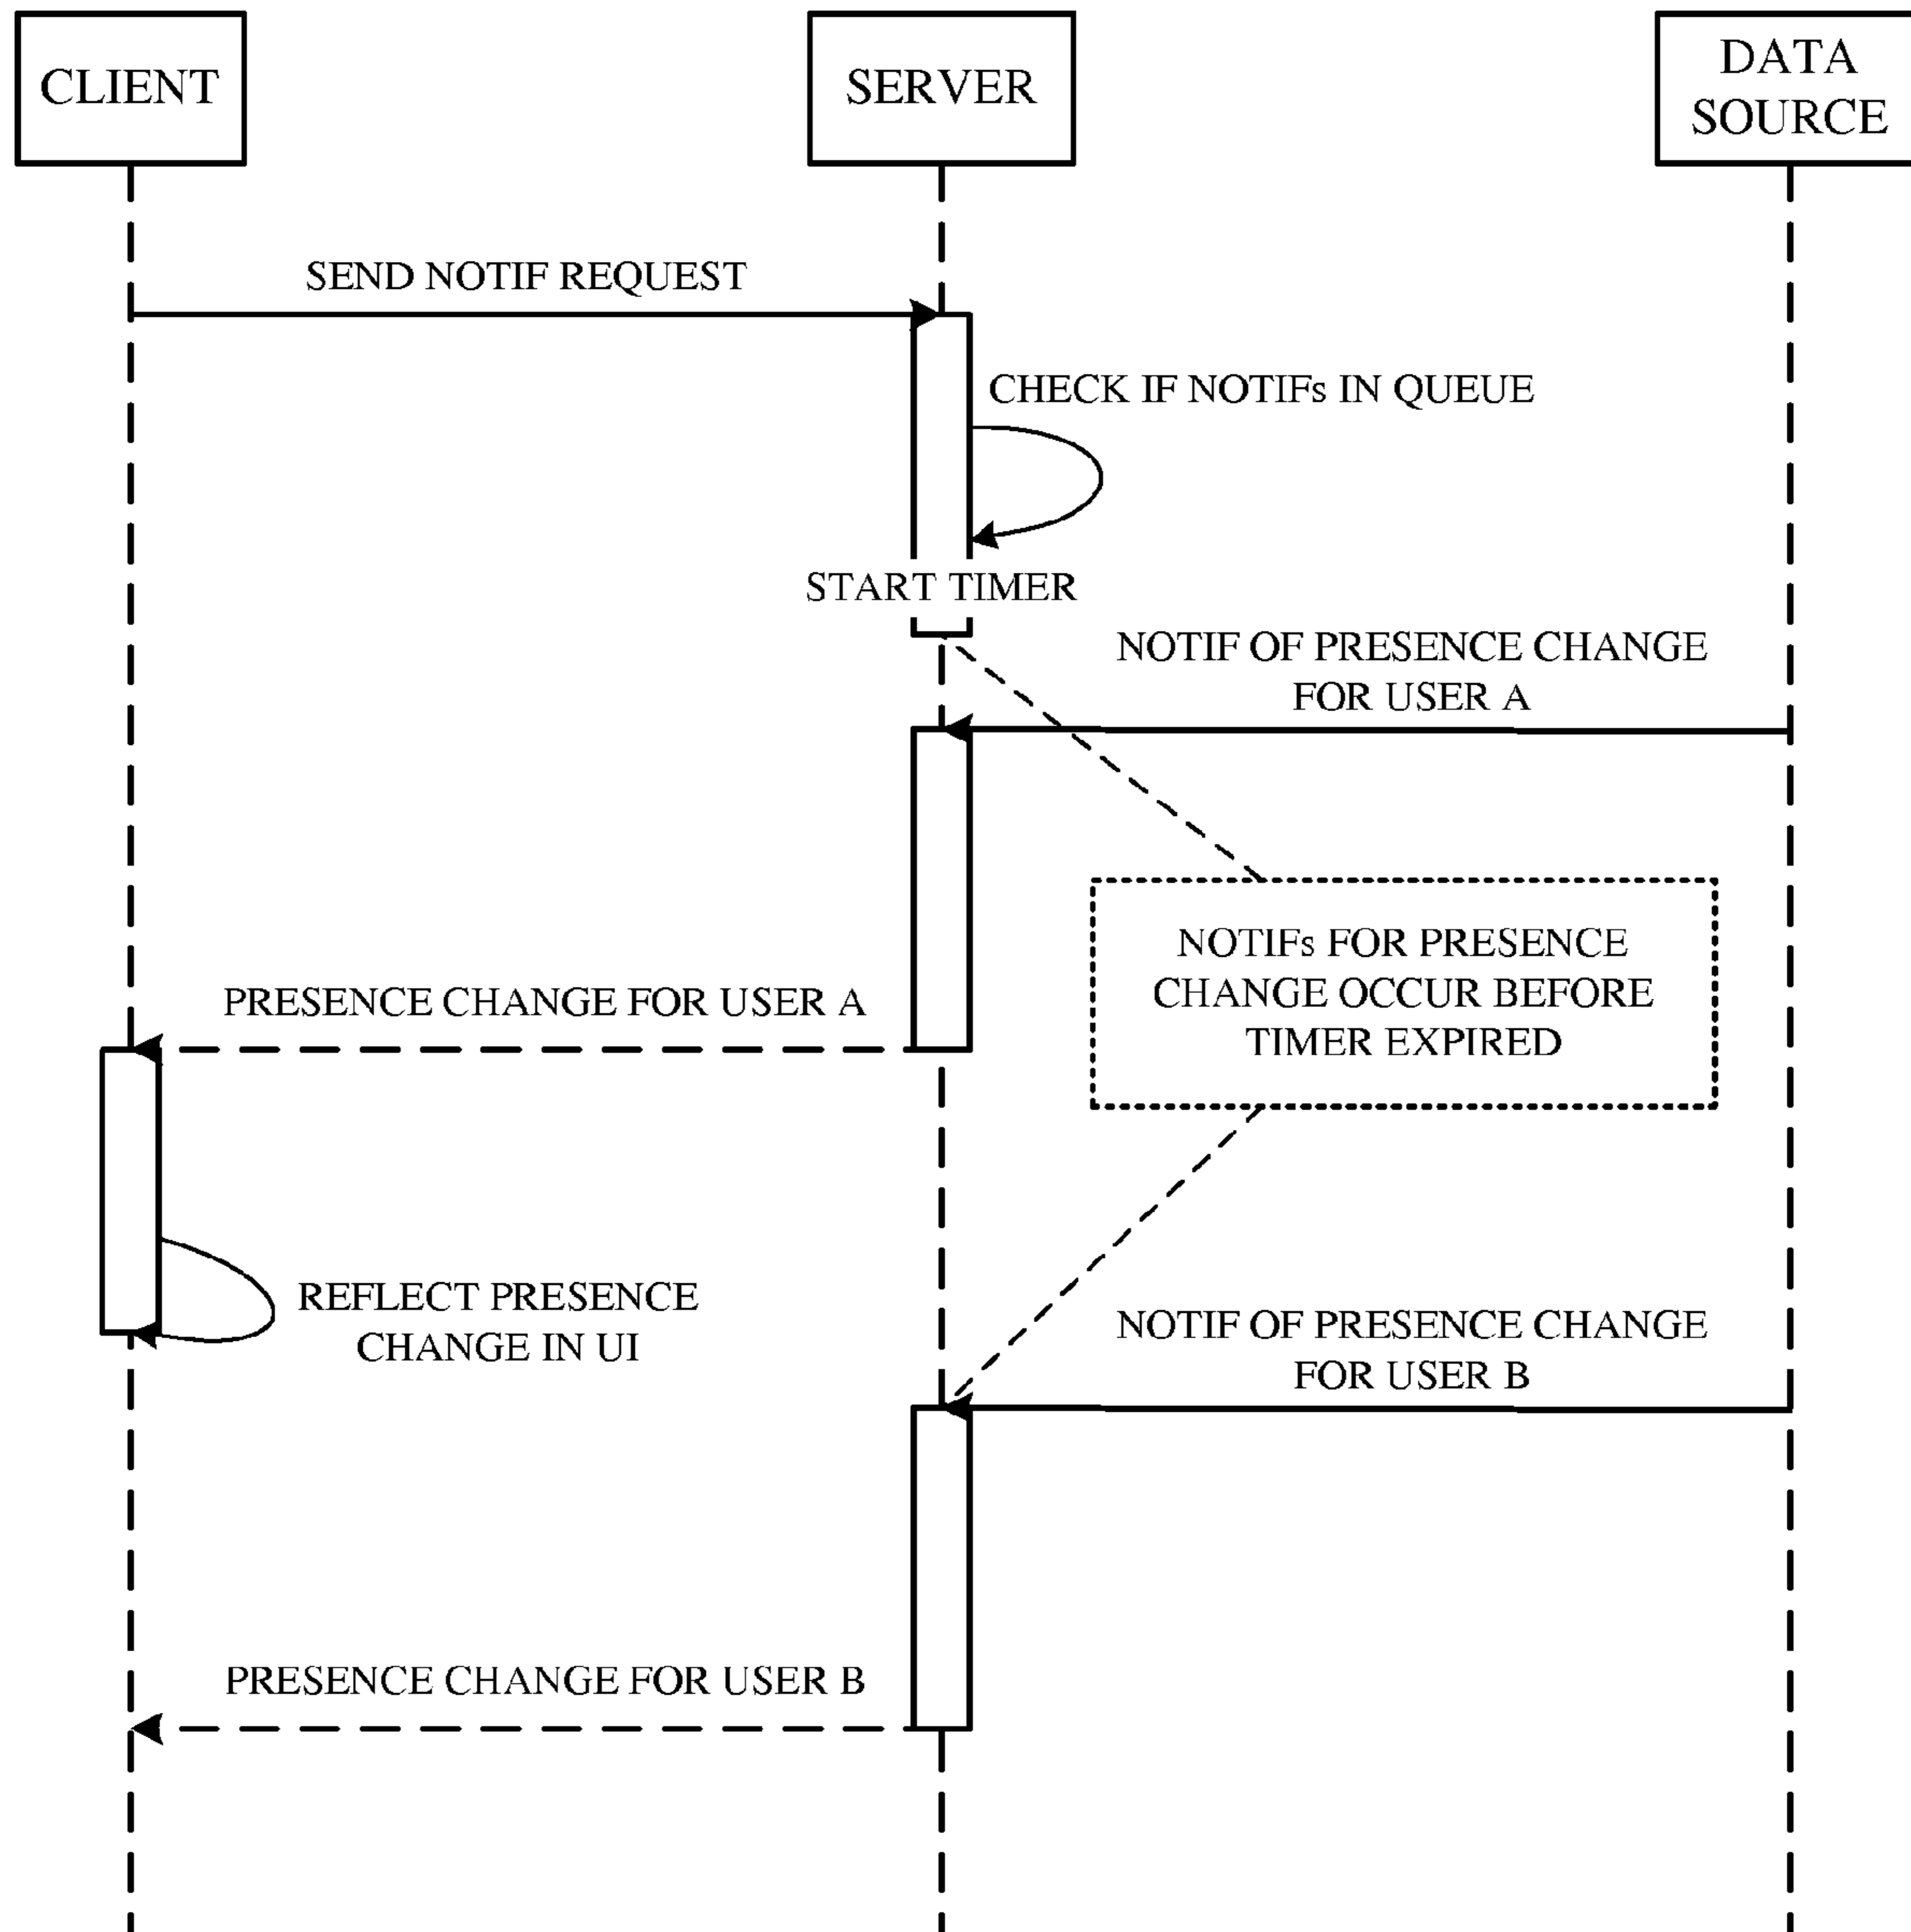 CLIENT
SERVER
DATA
SOURCE
SEND NOTIF REQUEST
CHECK IF NOTIFs IN QUEUE
START TIMER
NOTIF OF PRESENCE CHANGE
FOR USER A
NOTIFs FOR PRESENCE
CHANGE OCCUR BEFORE
TIMER EXPIRED
PRESENCE CHANGE FOR USER A
REFLECT PRESENCE
CHANGE IN UI
NOTIF OF PRESENCE CHANGE
FOR USER B
PRESENCE CHANGE FOR USER B